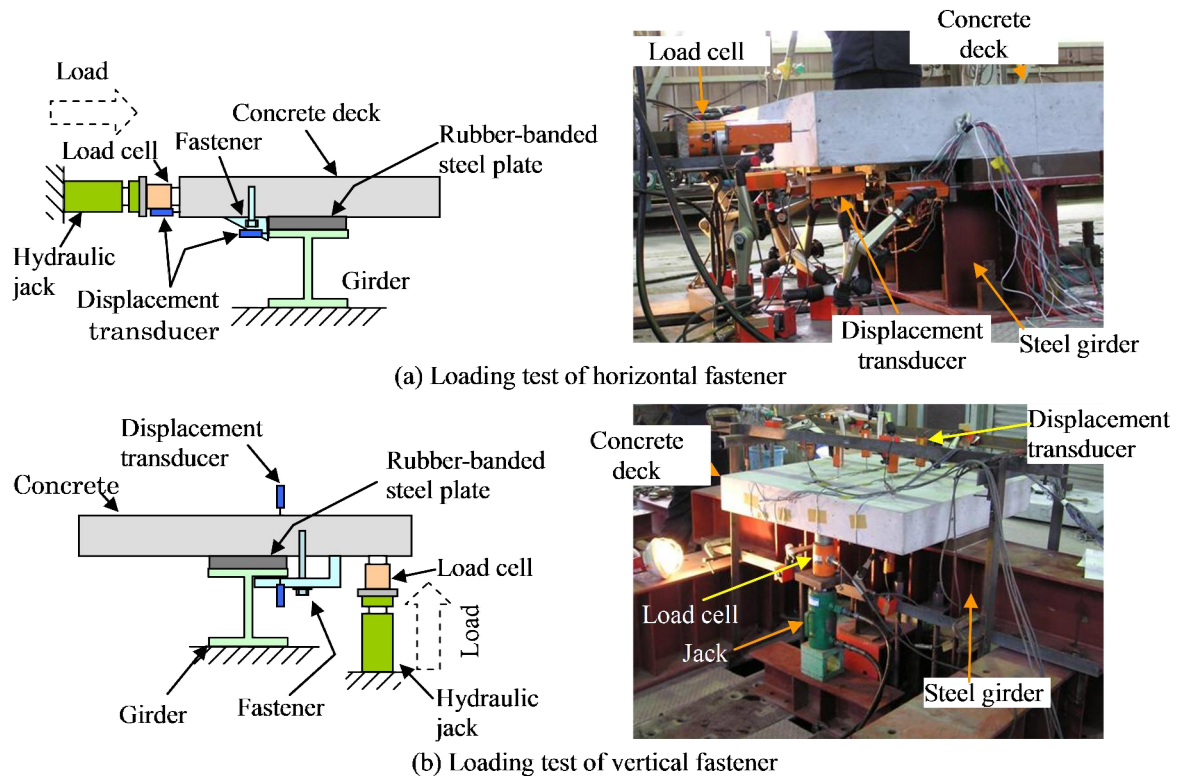 Load
Load cell
Fastener
Concrete deck
Rubber-banded
steel plate
Hydraulic
jack
Displacement
transducer
Girder
Load cell
Concrete
deck
Displacement
transducer
Steel girder
(a) Loading test of horizontal fastener
Displacement
transducer
Concrete
Rubber-banded
steel plate
Load cell
Load
Girder
Fastener
Hydraulic
jack
Concrete
deck
Displacement
transducer
Load cell
Jack
Steel girder
(b) Loading test of vertical fastener